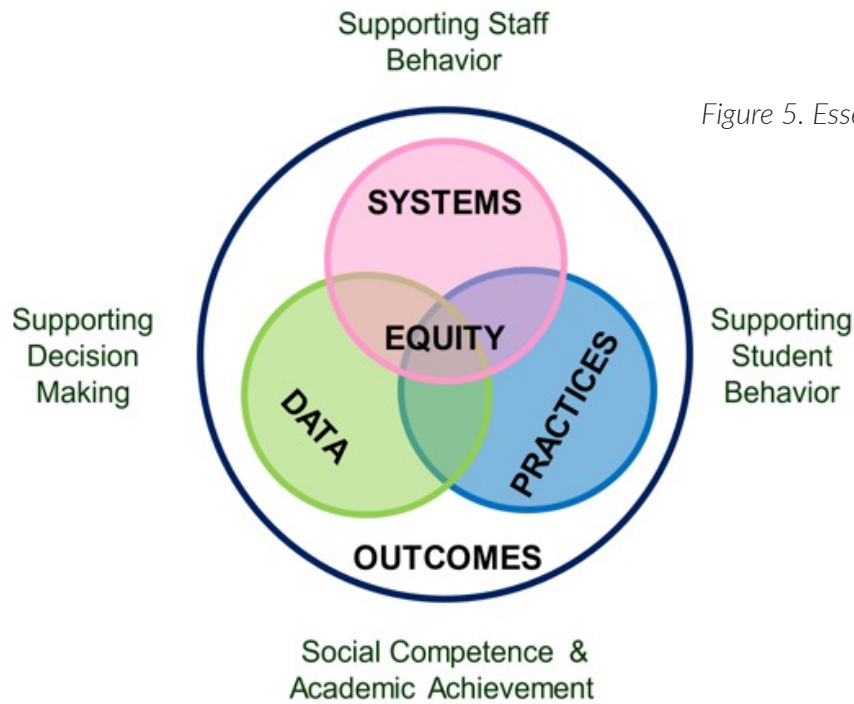 Supporting Staff
Behavior
Figure 5. Ess
SYSTEMS
Supporting
Decision
Making
EQUITY
Supporting
Student
Behavior
DATA
PRACTICES
OUTCOMES
Social Competence &
Academic Achievement